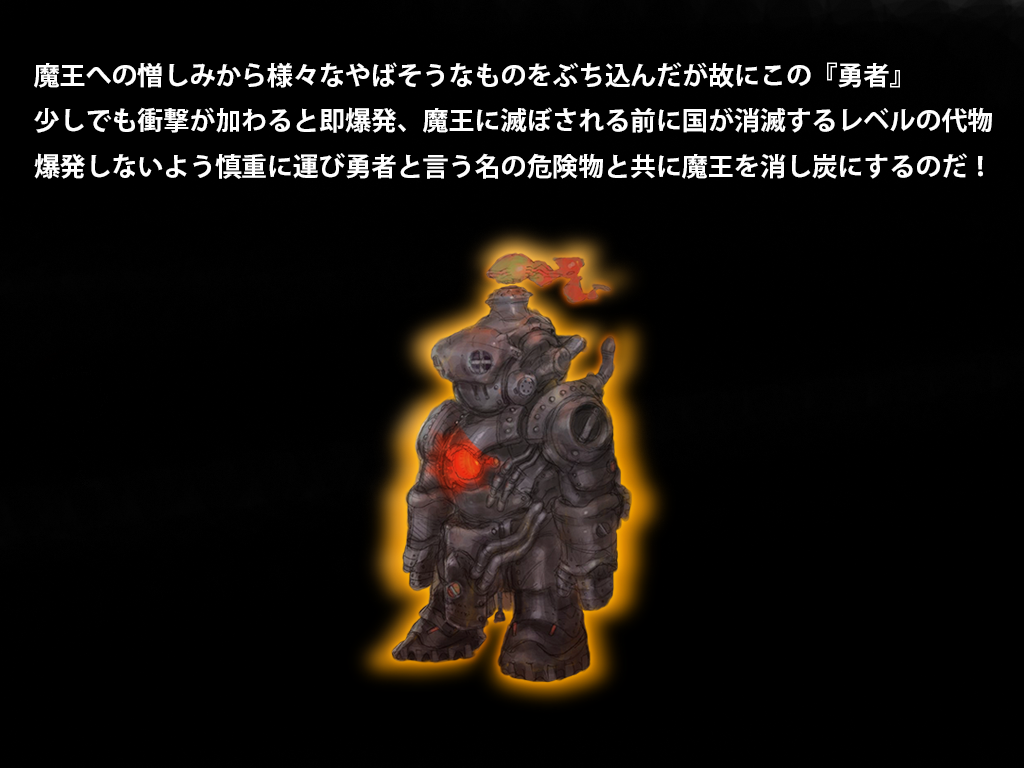 魔王への憎しみから様々なやばそうなものをぶち込んだが故にこの『勇者』
少しでも衝撃が加わると即爆発、魔王に滅ぼされる前に国が消滅するレベルの代物
爆発しないよう慎重に運び勇者と言う名の危険物と共に魔王を消し炭にするのだ！